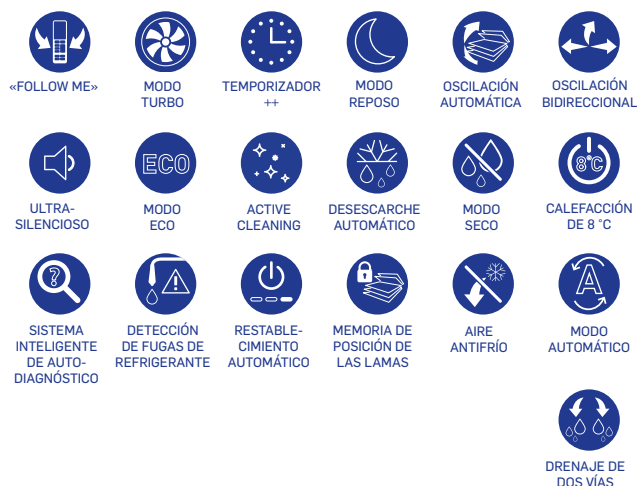 «FOLLOW ME»
MODO
TURBO
TEMPORIZADOR
++
MODO
REPOSO
OSCILACIÓN
AUTOMÁTICA
OSCILACIÓN
BIDIRECCIONAL
ULTRA-
SILENCIOSO
ECO
MODO
ECO
ACTIVE
CLEANING
DESESCARCHE
AUTOMÁTICO
MODO
SECO
8°C
CALEFACCIÓN
DE 8 °C
?
SISTEMA
INTELIGENTE
DE AUTO-
DIAGNÓSTICO
!
DETECCIÓN
DE FUGAS DE
REFRIGERANTE
RESTABLE-
CIMIENTO
AUTOMÁTICO
MEMORIA DE
POSICIÓN DE
LAS LAMAS
AIRE
ANTIFRÍO
A
MODO
AUTOMÁTICO
DRENAJE DE
DOS VÍAS